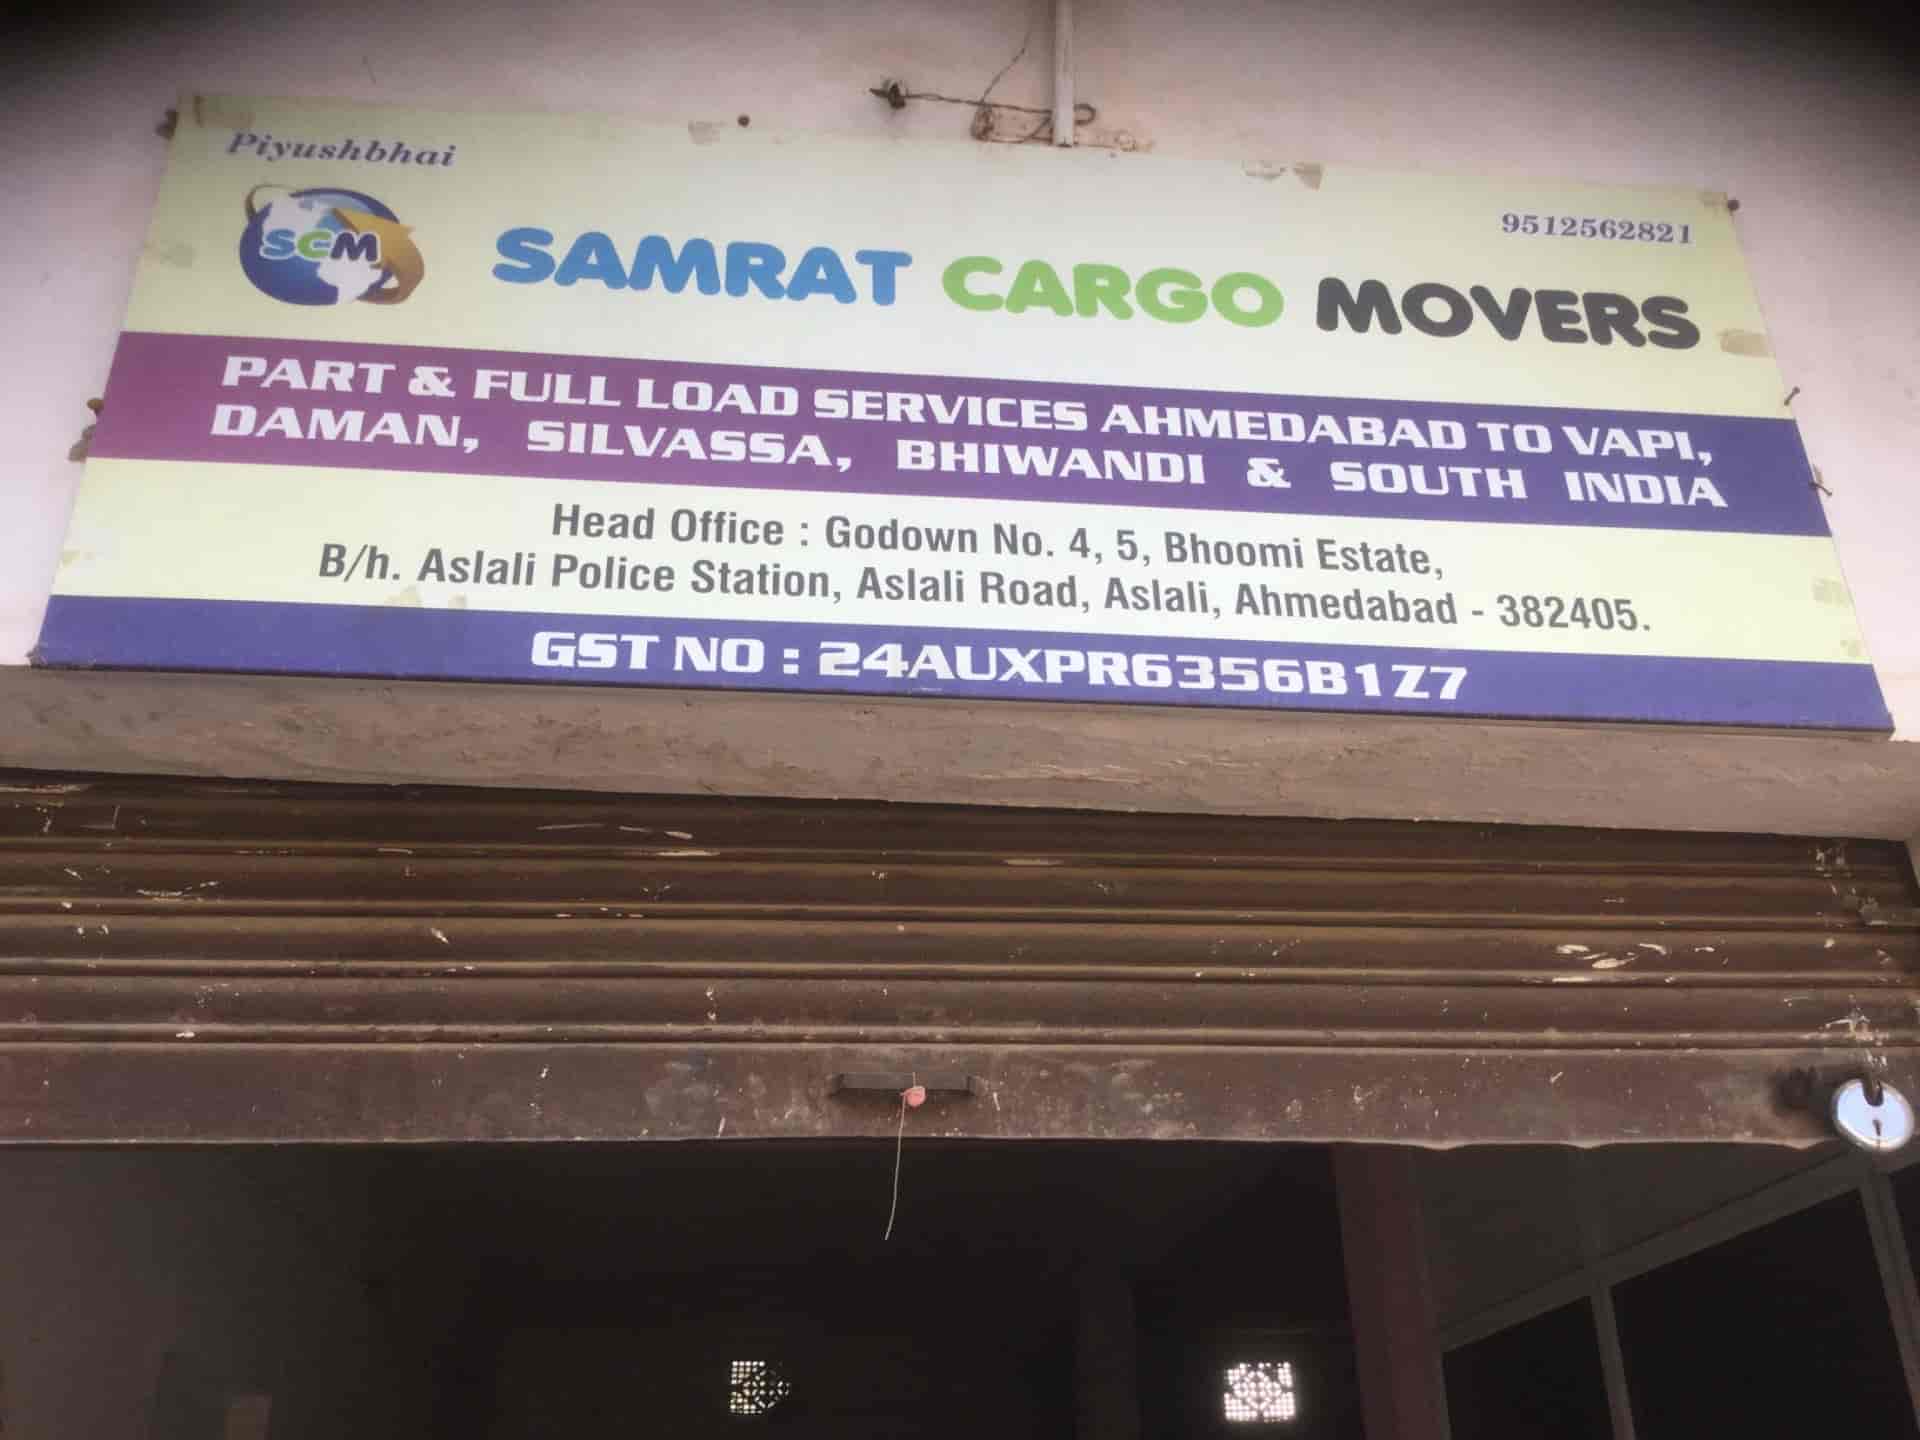 Piyushbhai
9512562821
SCM
SAMRAT CARGO MOVERS
PART & FULL LOAD SERVICES AHMEDABAD TO VAPI,
DAMAN, SILVASSA, BHIWANDI & SOUTH INDIA
Head Office : Godown No. 4, 5, Bhoomi Estate,
B/h. Aslali Police Station, Aslali Road, Aslali, Ahmedabad - 382405.
GST NO : 24AUXPR6356B1Z7